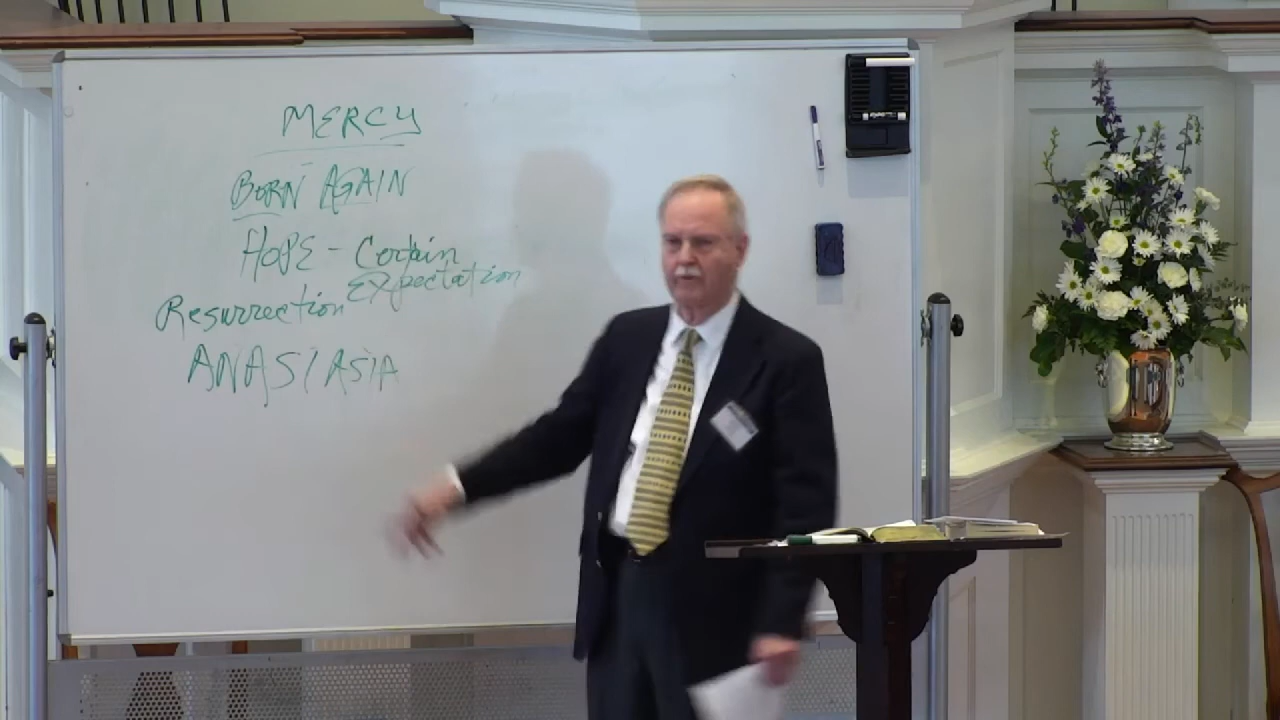 MERCY
BORN AGAIN
HOPE - Certain
Expectation
Resurrection
ANASTASIA